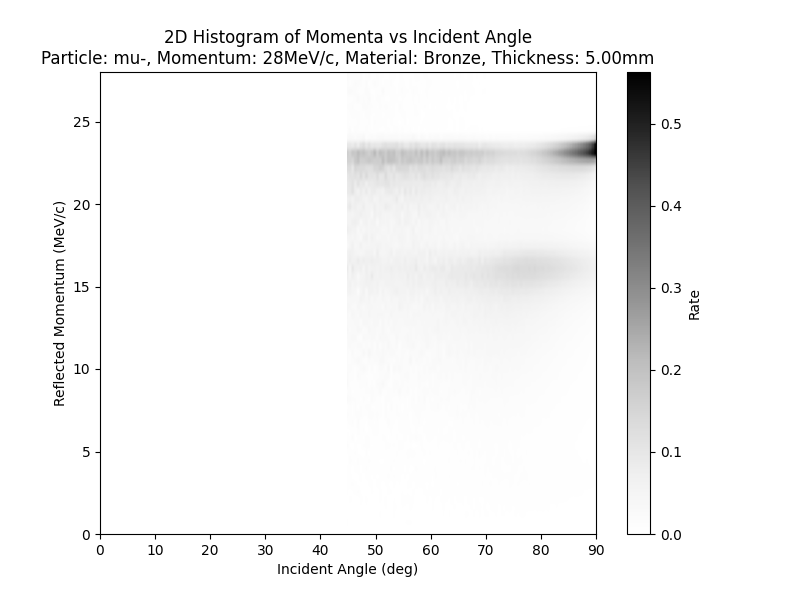 2D Histogram of Momenta vs Incident Angle
Particle: mu-, Momentum: 28MeV/c, Material: Bronze, Thickness: 5.00mm
25
20
15
10
5
0
Reflected Momentum (MeV/c)
0 10 20 30 40 50 60 70 80 90
Incident Angle (deg)
0.5
0.4
0.3
0.2
0.1
0.0
Rate